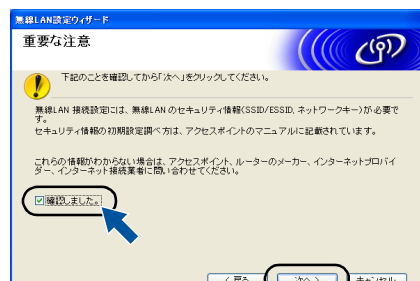 無線LAN設定ウィザード
重要な注意
下記のことを確認してから「次へ」をクリックしてください。
無線LAN 接続設定には、無線LAN のセキュリティ情報(SSID/ESSID、ネットワークキー)が必要で
す。
セキュリティ情報の初期設定調べ方は、アクセスポイントのマニュアルに記載されています。
これらの情報がわからない場合は、アクセスポイント、ルーターのメーカー、インターネットプロバイ
ダー、インターネット接続業者に問い合わせてください。
確認しました。
< 戻る 次へ > キャンセル